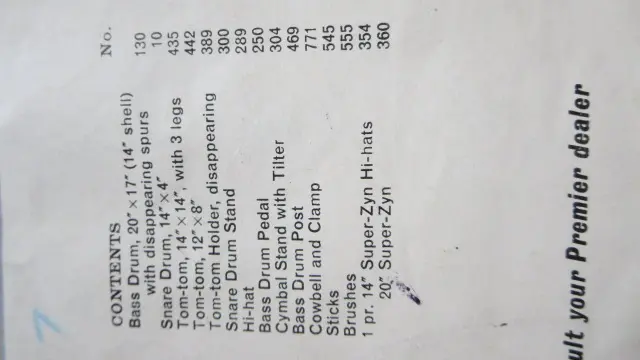 CONTENTS No.
Bass Drum, 20″ × 17″ (14″ shell)
with disappearing spurs 130
Snare Drum, 14″ × 4″ 10
Tom-tom, 14″ × 14″, with 3 legs 435
Tom-tom, 12″ × 8″ 442
Tom-tom Holder, disappearing 389
Snare Drum Stand 300
Hi-hat 289
Bass Drum Pedal 250
Cymbal Stand with Tilter 304
Bass Drum Post 469
Cowbell and Clamp 771
Sticks 545
Brushes 555
1 pr. 14″ Super-Zyn Hi-hats 354
20″ Super-Zyn 360
ult your Premier dealer